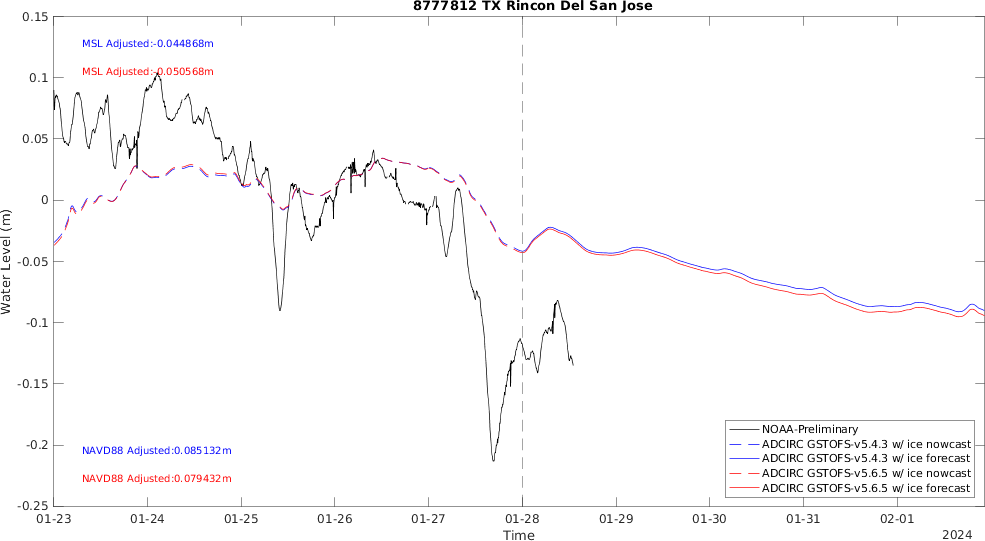 8777812 TX Rincon Del San Jose
0.15
0.1
0.05
0
-0.05
-0.1
-0.15
-0.2
-0.25
Water Level (m)
MSL Adjusted:-0.044868m
MSL Adjusted:-0.050568m
NAVD88 Adjusted:0.085132m
NAVD88 Adjusted:0.079432m
NOAA-Preliminary
ADCIRC GSTOFS-v5.4.3 w/ ice nowcast
ADCIRC GSTOFS-v5.4.3 w/ ice forecast
ADCIRC GSTOFS-v5.6.5 w/ ice nowcast
ADCIRC GSTOFS-v5.6.5 w/ ice forecast
01-23 01-24 01-25 01-26 01-27 01-28 01-29 01-30 01-31 02-01
Time
2024